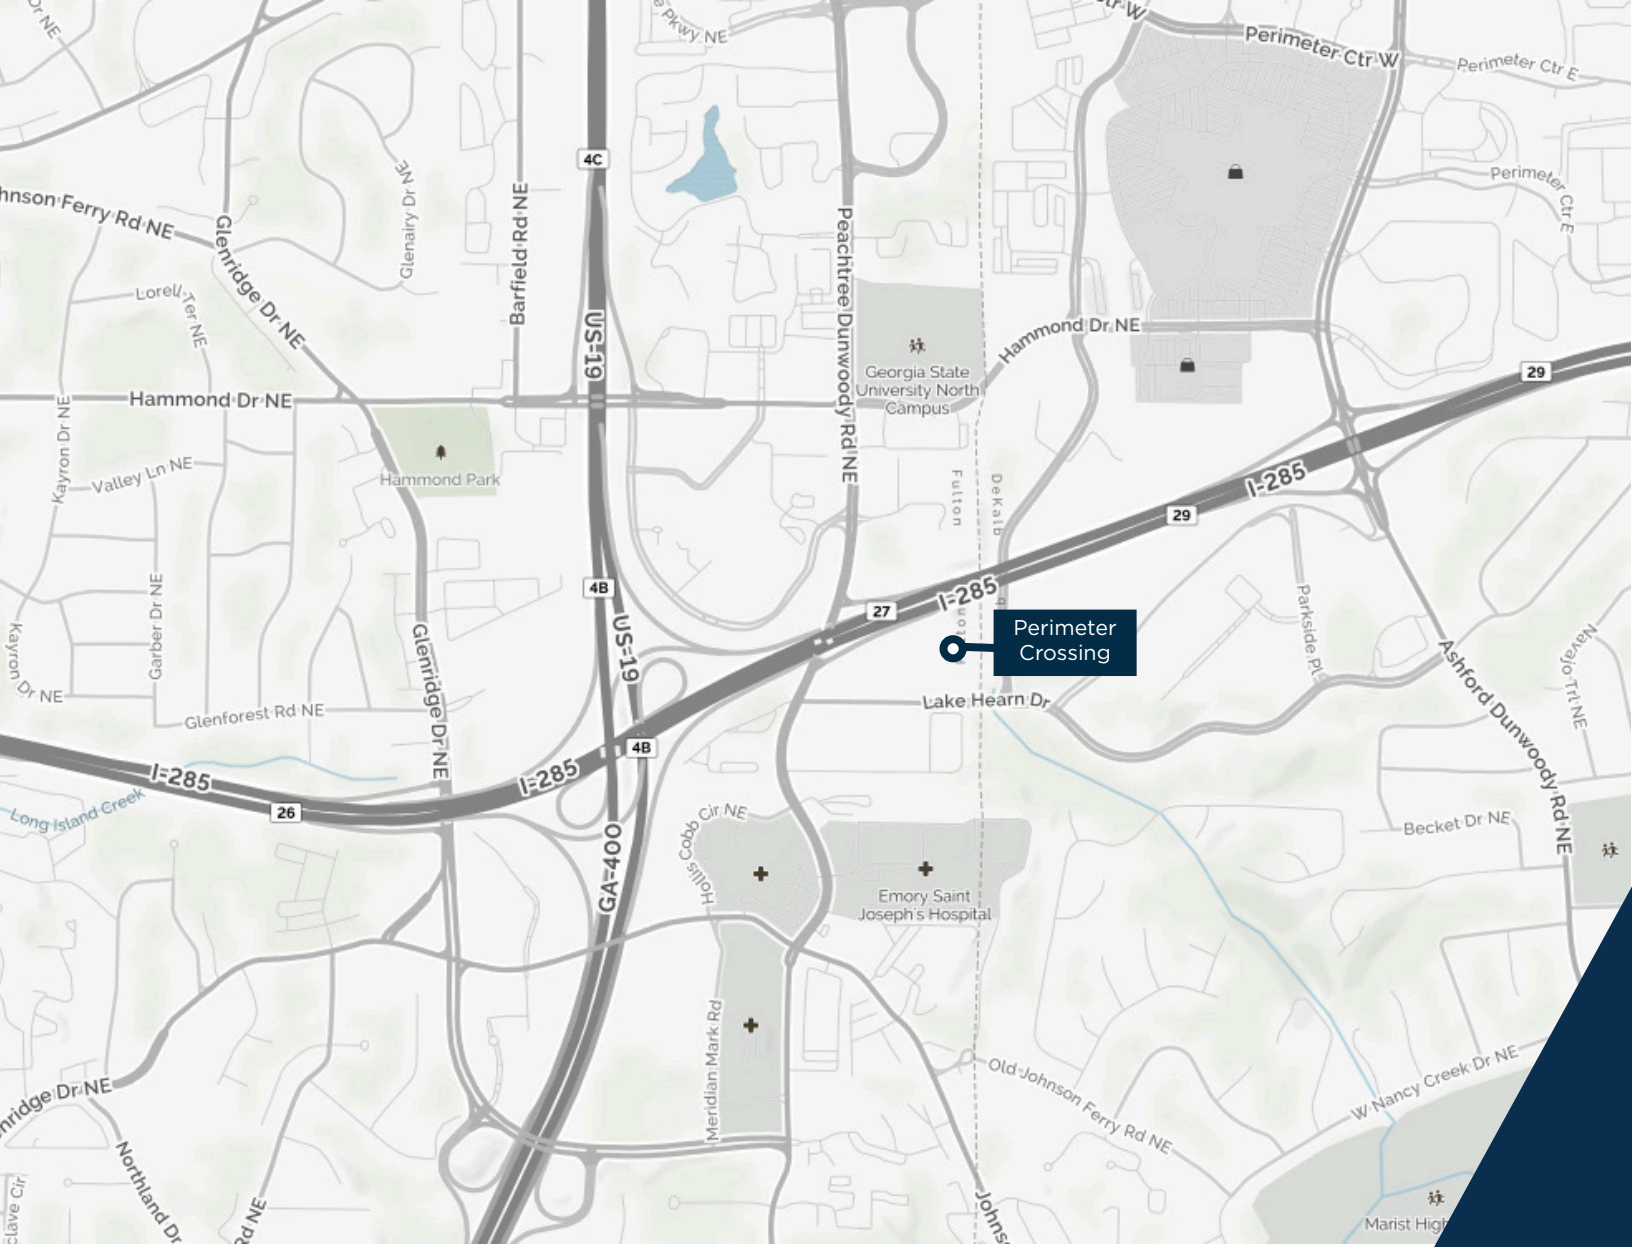 Perimeter Ctr W
Perimeter Ctr E
4C
Johnson Ferry Rd NE
Glenridge Dr NE
Glenairy Dr NE
Barfield Rd NE
Peachtree Dunwoody Rd NE
Perimeter Ctr E
Lorell Ter NE
US-19
Georgia State
University North
Campus
Hammond Dr NE
Hammond Dr NE
29
Kayron Dr NE
Valley Ln NE
Hammond Park
Fulton
DeKalb
I-285
29
4B
27
I-285
Perimeter
Crossing
Garber Dr NE
Kayron Dr NE
US-19
Glenridge Dr NE
Parkside Pl
Navajo Trl NE
Ashford Dunwoody Rd NE
Glenforest Rd NE
Lake Hearn Dr
4B
I-285
I-285
26
Long Island Creek
Hollis Cobb Cir NE
GA-400
Becket Dr NE
Emory Saint
Joseph's Hospital
Meridian Mark Rd
Old Johnson Ferry Rd NE
W Nancy Creek Dr NE
nridge Dr NE
Northland Dr
Rd NE
clave Cir
Johns
Marist High